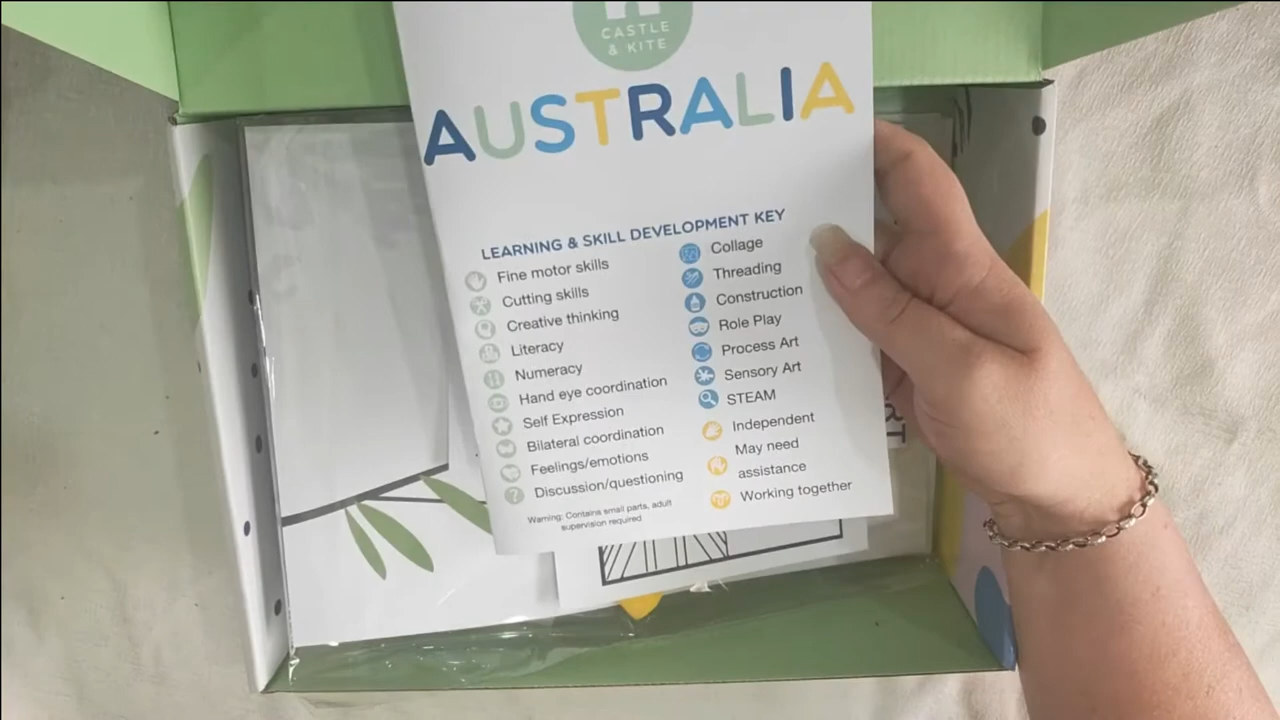 CASTLE
& KITE
AUSTRALIA
LEARNING & SKILL DEVELOPMENT KEY
Fine motor skills
Cutting skills
Creative thinking
Literacy
Numeracy
Hand eye coordination
Self Expression
Bilateral coordination
Feelings/emotions
? Discussion/questioning
Warning: Contains small parts, adult
supervision required
Collage
Threading
Construction
Role Play
Process Art
Sensory Art
STEAM
Independent
May need
assistance
Working together